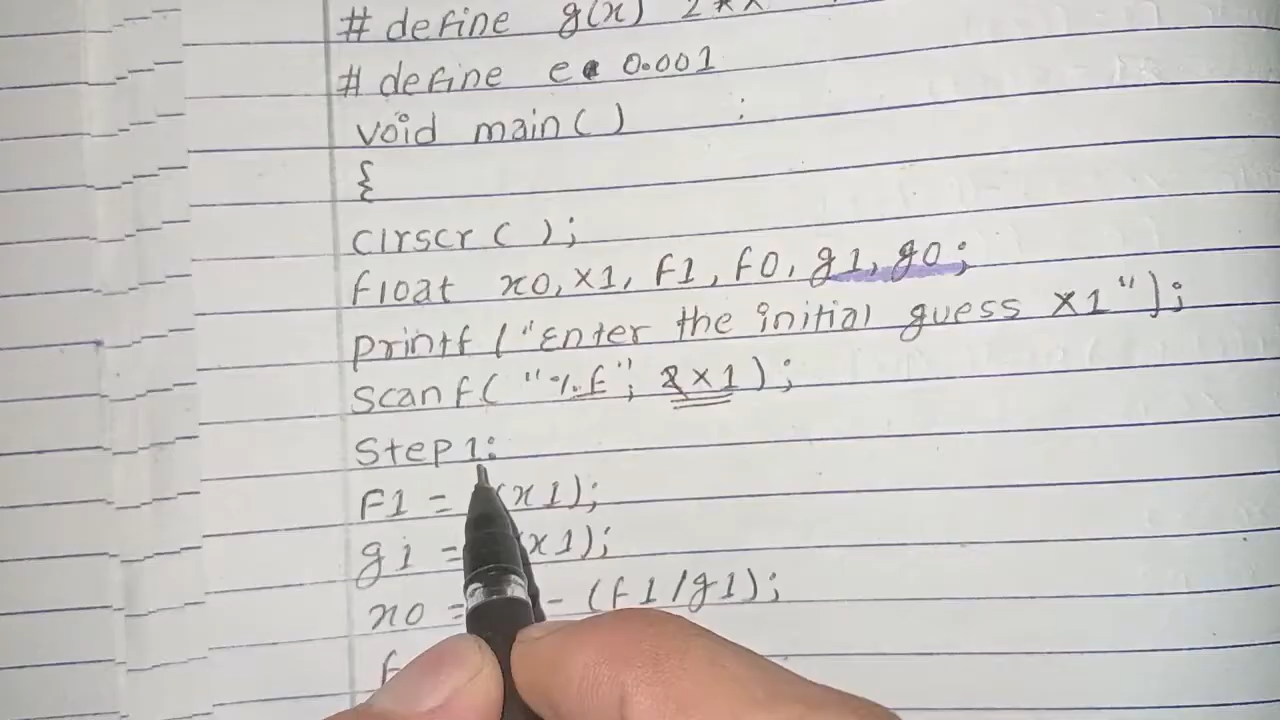 # define g(x) 2*x
# define e 0.001
void main()
{
clrscr();
float x0, x1, f1, f0, g1, g0;
printf("Enter the initial guess x1");
scanf("%f", &x1);
Step1:
f1 = (x1);
g1 = (x1);
x0 = - (f1/g1);